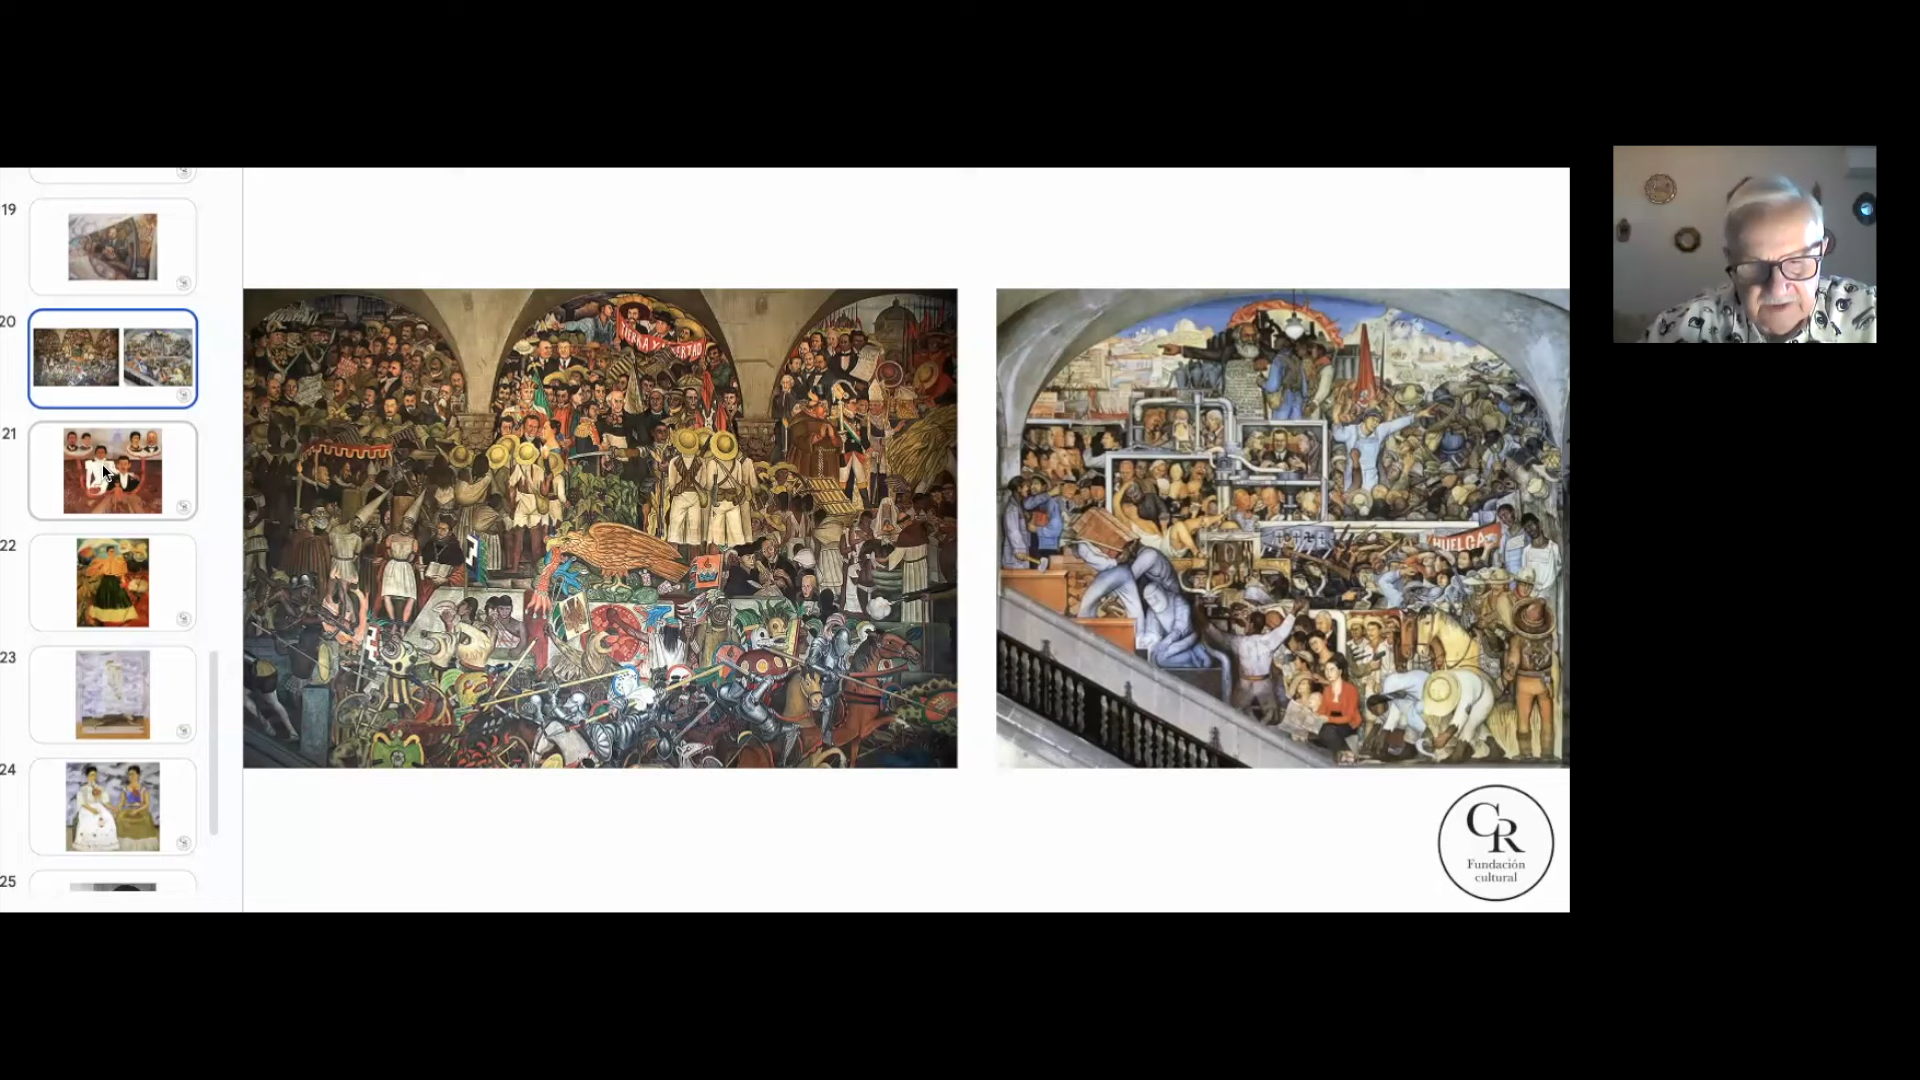 19
20
21
22
23
24
25
TIERRA Y LIBERTAD
HUELGA
CR
Fundación
cultural